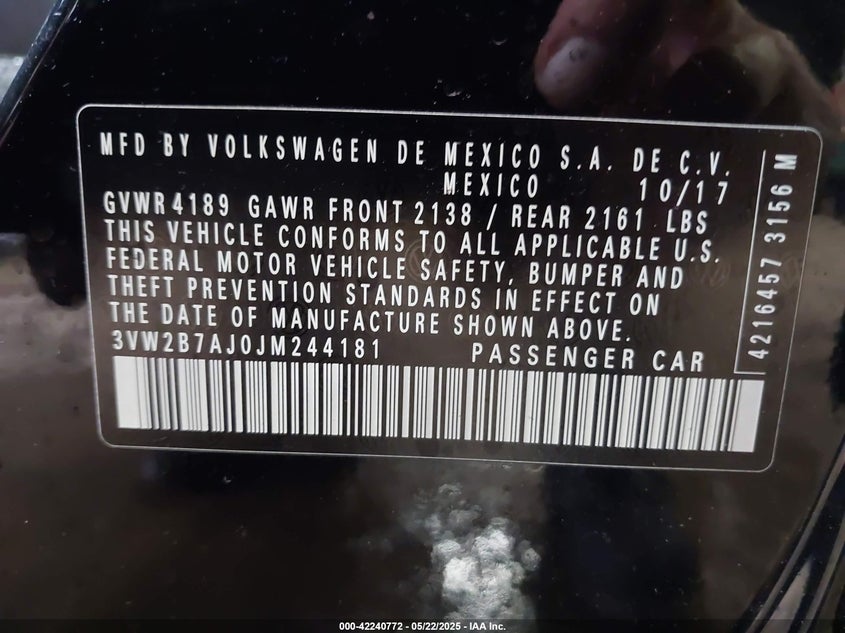 MFD BY VOLKSWAGEN DE MEXICO S.A. DE C.V.
MEXICO 10/17
GVWR 4189 GAWR FRONT 2138 / REAR 2161 LBS
THIS VEHICLE CONFORMS TO ALL APPLICABLE U.S.
FEDERAL MOTOR VEHICLE SAFETY, BUMPER AND
THEFT PREVENTION STANDARDS IN EFFECT ON
THE DATE OF MANUFACTURE SHOWN ABOVE.
3VW2B7AJ0JM244181 PASSENGER CAR
4216457 3156 M
000-42240772 - 05/22/2025 - IAA Inc.